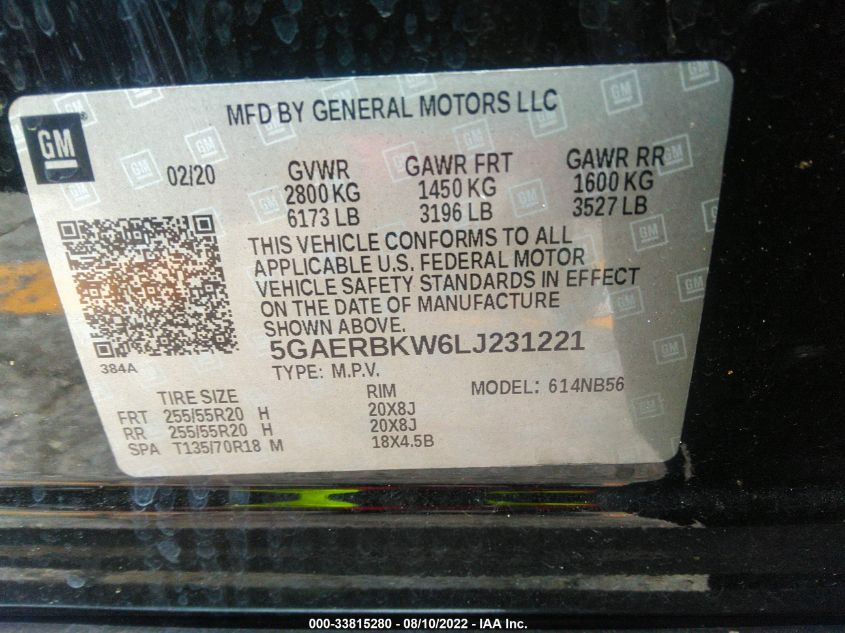 MFD BY GENERAL MOTORS LLC
GM
02/20
GVWR GAWR FRT GAWR RR
2800 KG 1450 KG 1600 KG
6173 LB 3196 LB 3527 LB
THIS VEHICLE CONFORMS TO ALL
APPLICABLE U.S. FEDERAL MOTOR
VEHICLE SAFETY STANDARDS IN EFFECT
ON THE DATE OF MANUFACTURE
SHOWN ABOVE.
384A
5GAERBKW6LJ231221
TYPE: M.P.V. MODEL: 614NB56
TIRE SIZE RIM
FRT 255/55R20 H 20X8J
RR 255/55R20 H 20X8J
SPA T135/70R18 M 18X4.5B
000-33815280 - 08/10/2022 - IAA Inc.